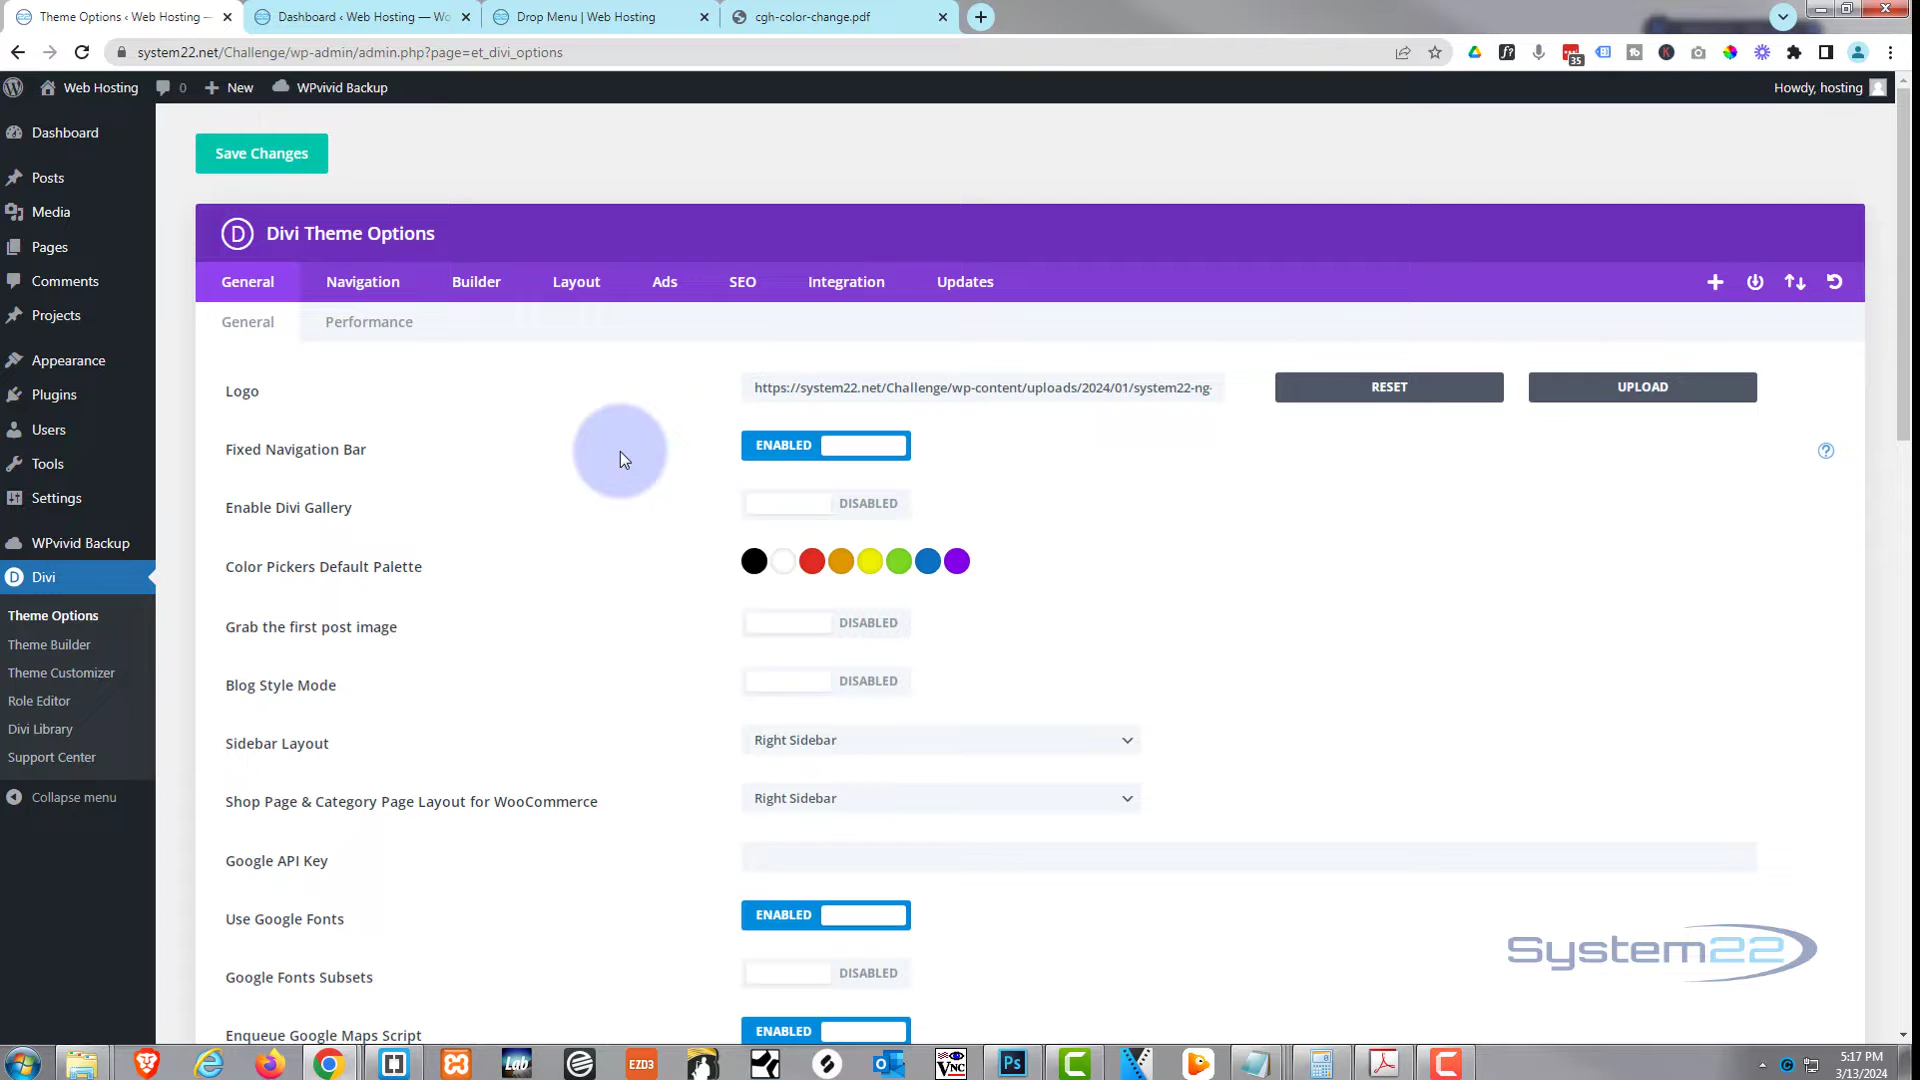 Theme Options ‹ Web Hosting —
Dashboard ‹ Web Hosting — Wo
Drop Menu | Web Hosting
cgh-color-change.pdf
system22.net/Challenge/wp-admin/admin.php?page=et_divi_options
35
Web Hosting
0
New
WPvivid Backup
Howdy, hosting
Dashboard
Posts
Media
Pages
Comments
Projects
Appearance
Plugins
Users
Tools
Settings
WPvivid Backup
Divi
Theme Options
Theme Builder
Theme Customizer
Role Editor
Divi Library
Support Center
Collapse menu
Save Changes
D Divi Theme Options
General
Navigation
Builder
Layout
Ads
SEO
Integration
Updates
General
Performance
Logo
https://system22.net/Challenge/wp-content/uploads/2024/01/system22-ng-
RESET
UPLOAD
Fixed Navigation Bar
ENABLED
Enable Divi Gallery
DISABLED
Color Pickers Default Palette
Grab the first post image
DISABLED
Blog Style Mode
DISABLED
Sidebar Layout
Right Sidebar
Shop Page & Category Page Layout for WooCommerce
Right Sidebar
Google API Key
Use Google Fonts
ENABLED
Google Fonts Subsets
DISABLED
Enqueue Google Maps Script
ENABLED
System22
Lab
EZD3
VNC
Ps
5:17 PM
3/13/2024